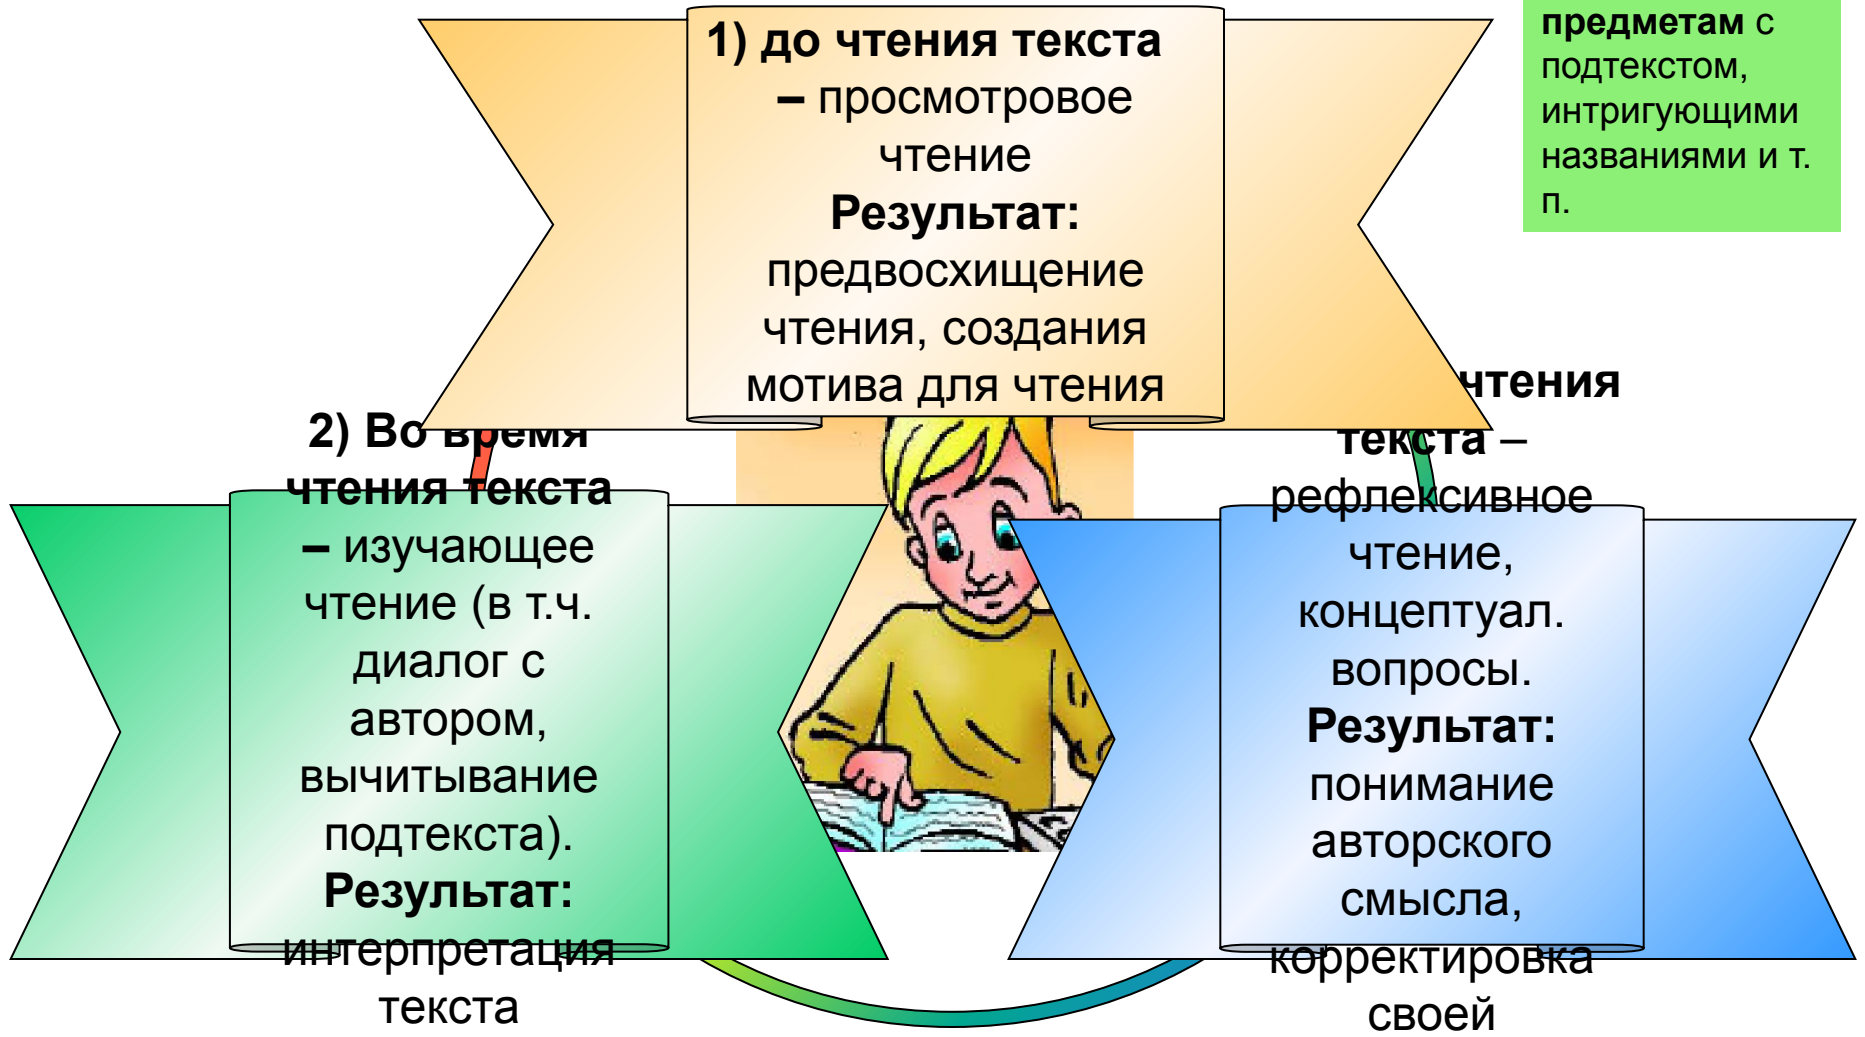 1) до чтения текста
– просмотровое
чтение
Результат:
предвосхищение
чтения, создания
мотива для чтения
предметам с
подтекстом,
интригующими
названиями и т.
п.
2) Во время
чтения текста
– изучающее
чтение (в т.ч.
диалог с
автором,
вычитывание
подтекста).
Результат:
интерпретация
текста
чтения
текста –
рефлексивное
чтение,
концептуал.
вопросы.
Результат:
понимание
авторского
смысла,
корректировка
своей